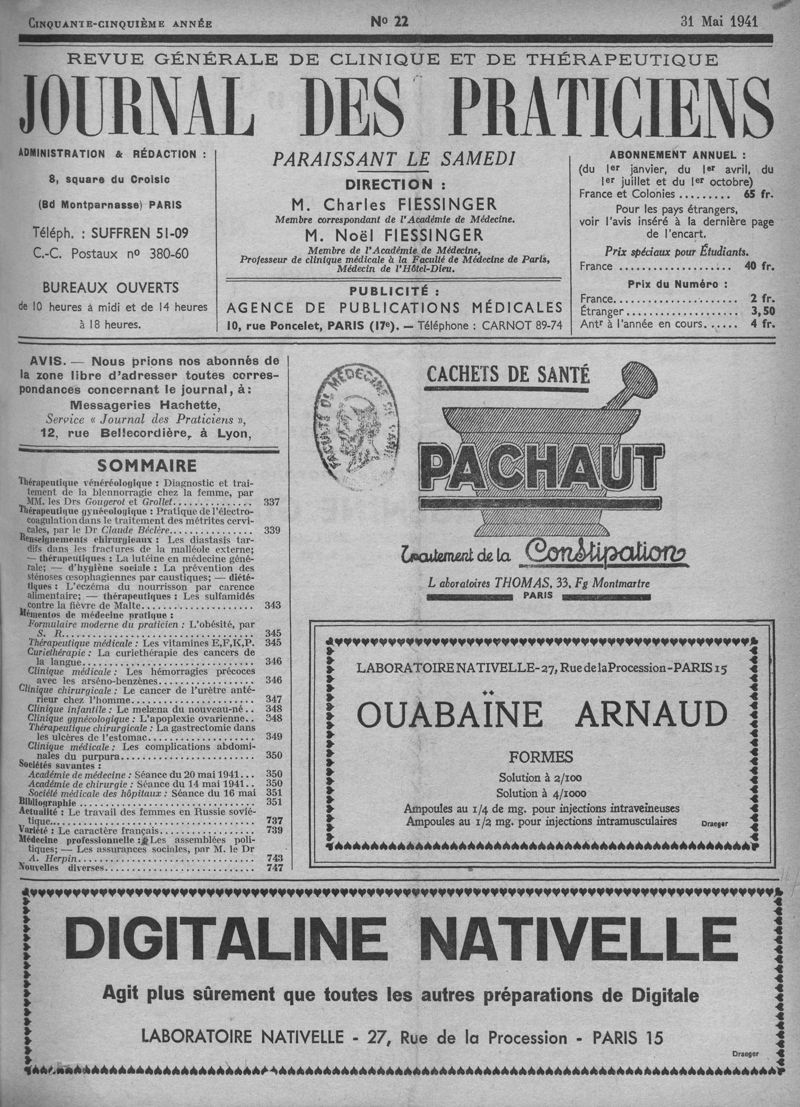 CINQUANTE-CINQUIÈME ANNÉE
No 22
31 Mai 1941
REVUE GÉNÉRALE DE CLINIQUE ET DE THÉRAPEUTIQUE
JOURNAL DES PRATICIENS
ADMINISTRATION & RÉDACTION :
8, square du Croisic
(Bd Montparnasse) PARIS
Téléph. : SUFFREN 51-09
C.-C. Postaux no 380-60
BUREAUX OUVERTS
de 10 heures à midi et de 14 heures
à 18 heures.
PARAISSANT LE SAMEDI
DIRECTION :
M. Charles FIESSINGER
Membre correspondant de l'Académie de Médecine.
M. Noël FIESSINGER
Membre de l'Académie de Médecine,
Professeur de clinique médicale à la Faculté de Médecine de Paris,
Médecin de l'Hôtel-Dieu.
PUBLICITÉ :
AGENCE DE PUBLICATIONS MÉDICALES
10, rue Poncelet, PARIS (17e). — Téléphone : CARNOT 89-74
ABONNEMENT ANNUEL :
(du 1er janvier, du 1er avril, du
1er juillet et du 1er octobre)
France et Colonies ......... 65 fr.
Pour les pays étrangers,
voir l'avis inséré à la dernière page
de l'encart.
Prix spéciaux pour Étudiants.
France ................... 40 fr.
Prix du Numéro :
France.................... 2 fr.
Étranger ................... 3,50
Antr à l'année en cours...... 4 fr.
AVIS. — Nous prions nos abonnés de
la zone libre d'adresser toutes corres-
pondances concernant le journal, à:
Messageries Hachette,
Service « Journal des Praticiens »,
12, rue Bellecordière, à Lyon,
SOMMAIRE
Thérapeutique vénéréologique : Diagnostic et trai-
tement de la blennorragie chez la femme, par
MM. les Drs Gougerot et Grollet.............. 337
Thérapeutique gynécologique : Pratique de l'électro-
coagulation dans le traitement des métrites cervi-
cales, par le Dr Claude Béclère............... 339
Renseignements chirurgieaux : Les diastasis tar-
difs dans les fractures de la malléole externe;
— thérapeutiques : La lutéine en médecine géné-
rale; — d'hygiène sociale : La prévention des
sténoses œsophagiennes par caustiques; — diété-
tiques : L'eczéma du nourrisson par carence
alimentaire; — thérapeutiques : Les sulfamidés
contre la fièvre de Malte.................... 343
Mémentos de médecine pratique :
Formulaire moderne du praticien : L'obésité, par
S. R.................................. 345
Thérapeutique médicale : Les vitamines E,F,K,P. 345
Curiethérapie : La curiethérapie des cancers de
la langue............................. 346
Clinique médicale : Les hémorragies précoces
avec les arséno-benzènes................... 346
Clinique chirurgicale : Le cancer de l'urètre anté-
rieur chez l'homme...................... 347
Clinique infantile : Le melæna du nouveau-né.. 348
Clinique gynécologique : L'apoplexie ovarienne.. 348
Thérapeutique chirurgicale : La gastrectomie dans
les ulcères de l'estomac.................... 349
Clinique médicale : Les complications abdomi-
nales du purpura....................... 350
Sociétés savantes :
Académie de médecine : Séance du 20 mai 1941... 350
Académie de chirurgie : Séance du 14 mai 1941.. 350
Société médicale des hôpitaux : Séance du 16 mai 351
Bibliographie ............................ 351
Actualité : Le travail des femmes en Russie sovié-
tique................................. 737
Variété : Le caractère français................. 739
Médecine professionnelle : Les assemblées poli-
tiques; — Les assurances sociales, par M. le Dr
A. Herpin............................. 743
Nouvelles diverses........................ 747
FACULTÉ DE MÉDECINE DE PARIS
CACHETS DE SANTÉ
PACHAUT
Traitement de la Constipation
Laboratoires THOMAS, 33, Fg Montmartre
PARIS
LABORATOIRE NATIVELLE-27, Rue de la Procession-PARIS 15
OUABAÏNE ARNAUD
FORMES
Solution à 2/100
Solution à 4/1000
Ampoules au 1/4 de mg. pour injections intraveineuses
Ampoules au 1/2 mg. pour injections intramusculaires
Draeger
DIGITALINE NATIVELLE
Agit plus sûrement que toutes les autres préparations de Digitale
LABORATOIRE NATIVELLE - 27, Rue de la Procession - PARIS 15
Draeger